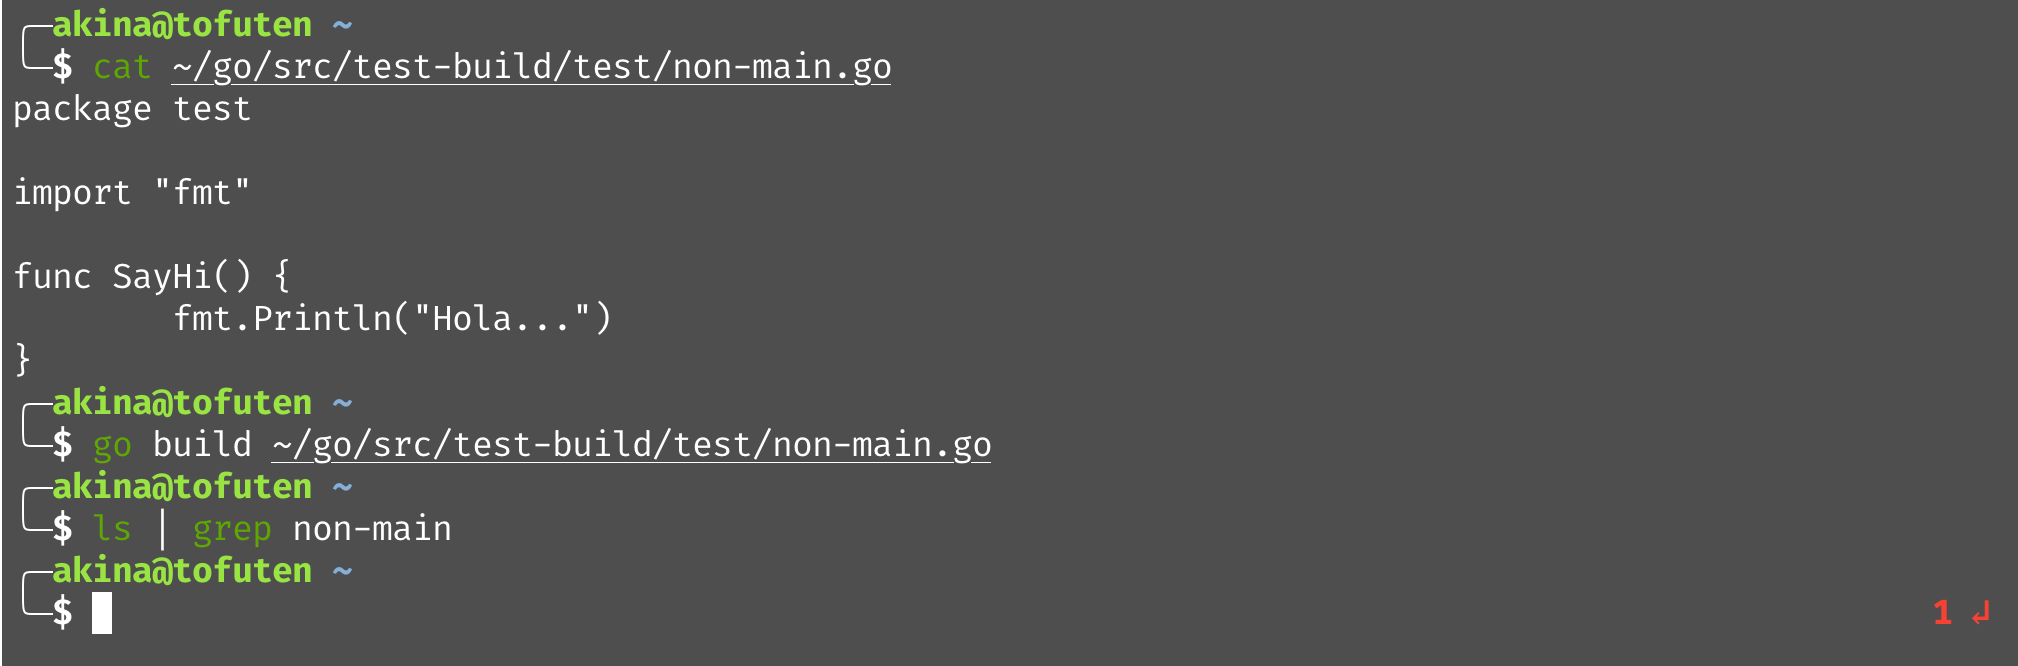 akina@tofuten ~
$ cat ~/go/src/test-build/test/non-main.go
package test
import "fmt"
func SayHi() {
        fmt.Println("Hola...")
}
akina@tofuten ~
$ go build ~/go/src/test-build/test/non-main.go
akina@tofuten ~
$ ls | grep non-main
akina@tofuten ~
$ 1 ↲